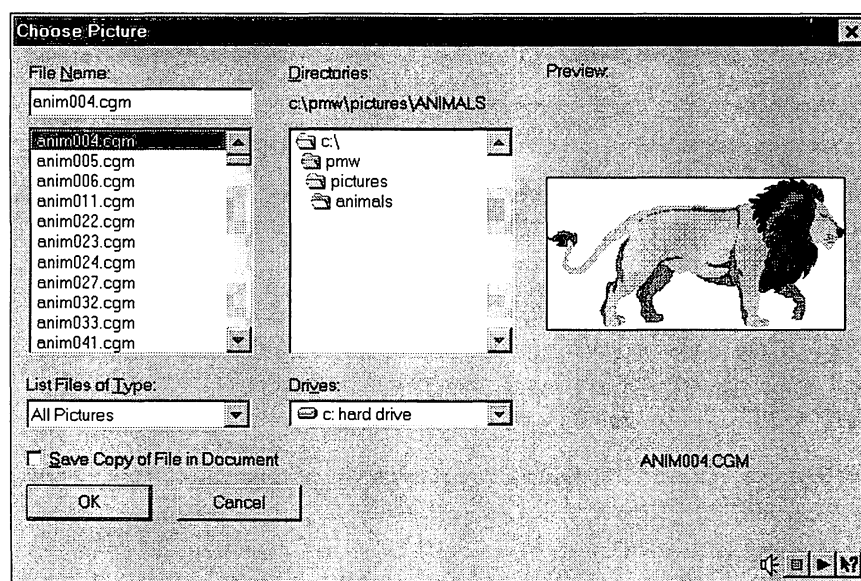 Choose Picture
File Name:
anim004.cgm
anim004.cgm
anim005.cgm
anim006.cgm
anim011.cgm
anim022.cgm
anim023.cgm
anim024.cgm
anim027.cgm
anim032.cgm
anim033.cgm
anim041.cgm
List Files of Type:
All Pictures
Save Copy of File in Document
OK
Cancel
Directories:
c:\pmw\pictures\ANIMALS
c:\
pmw
pictures
animals
Drives:
c: hard drive
Preview:
ANIM004.CGM